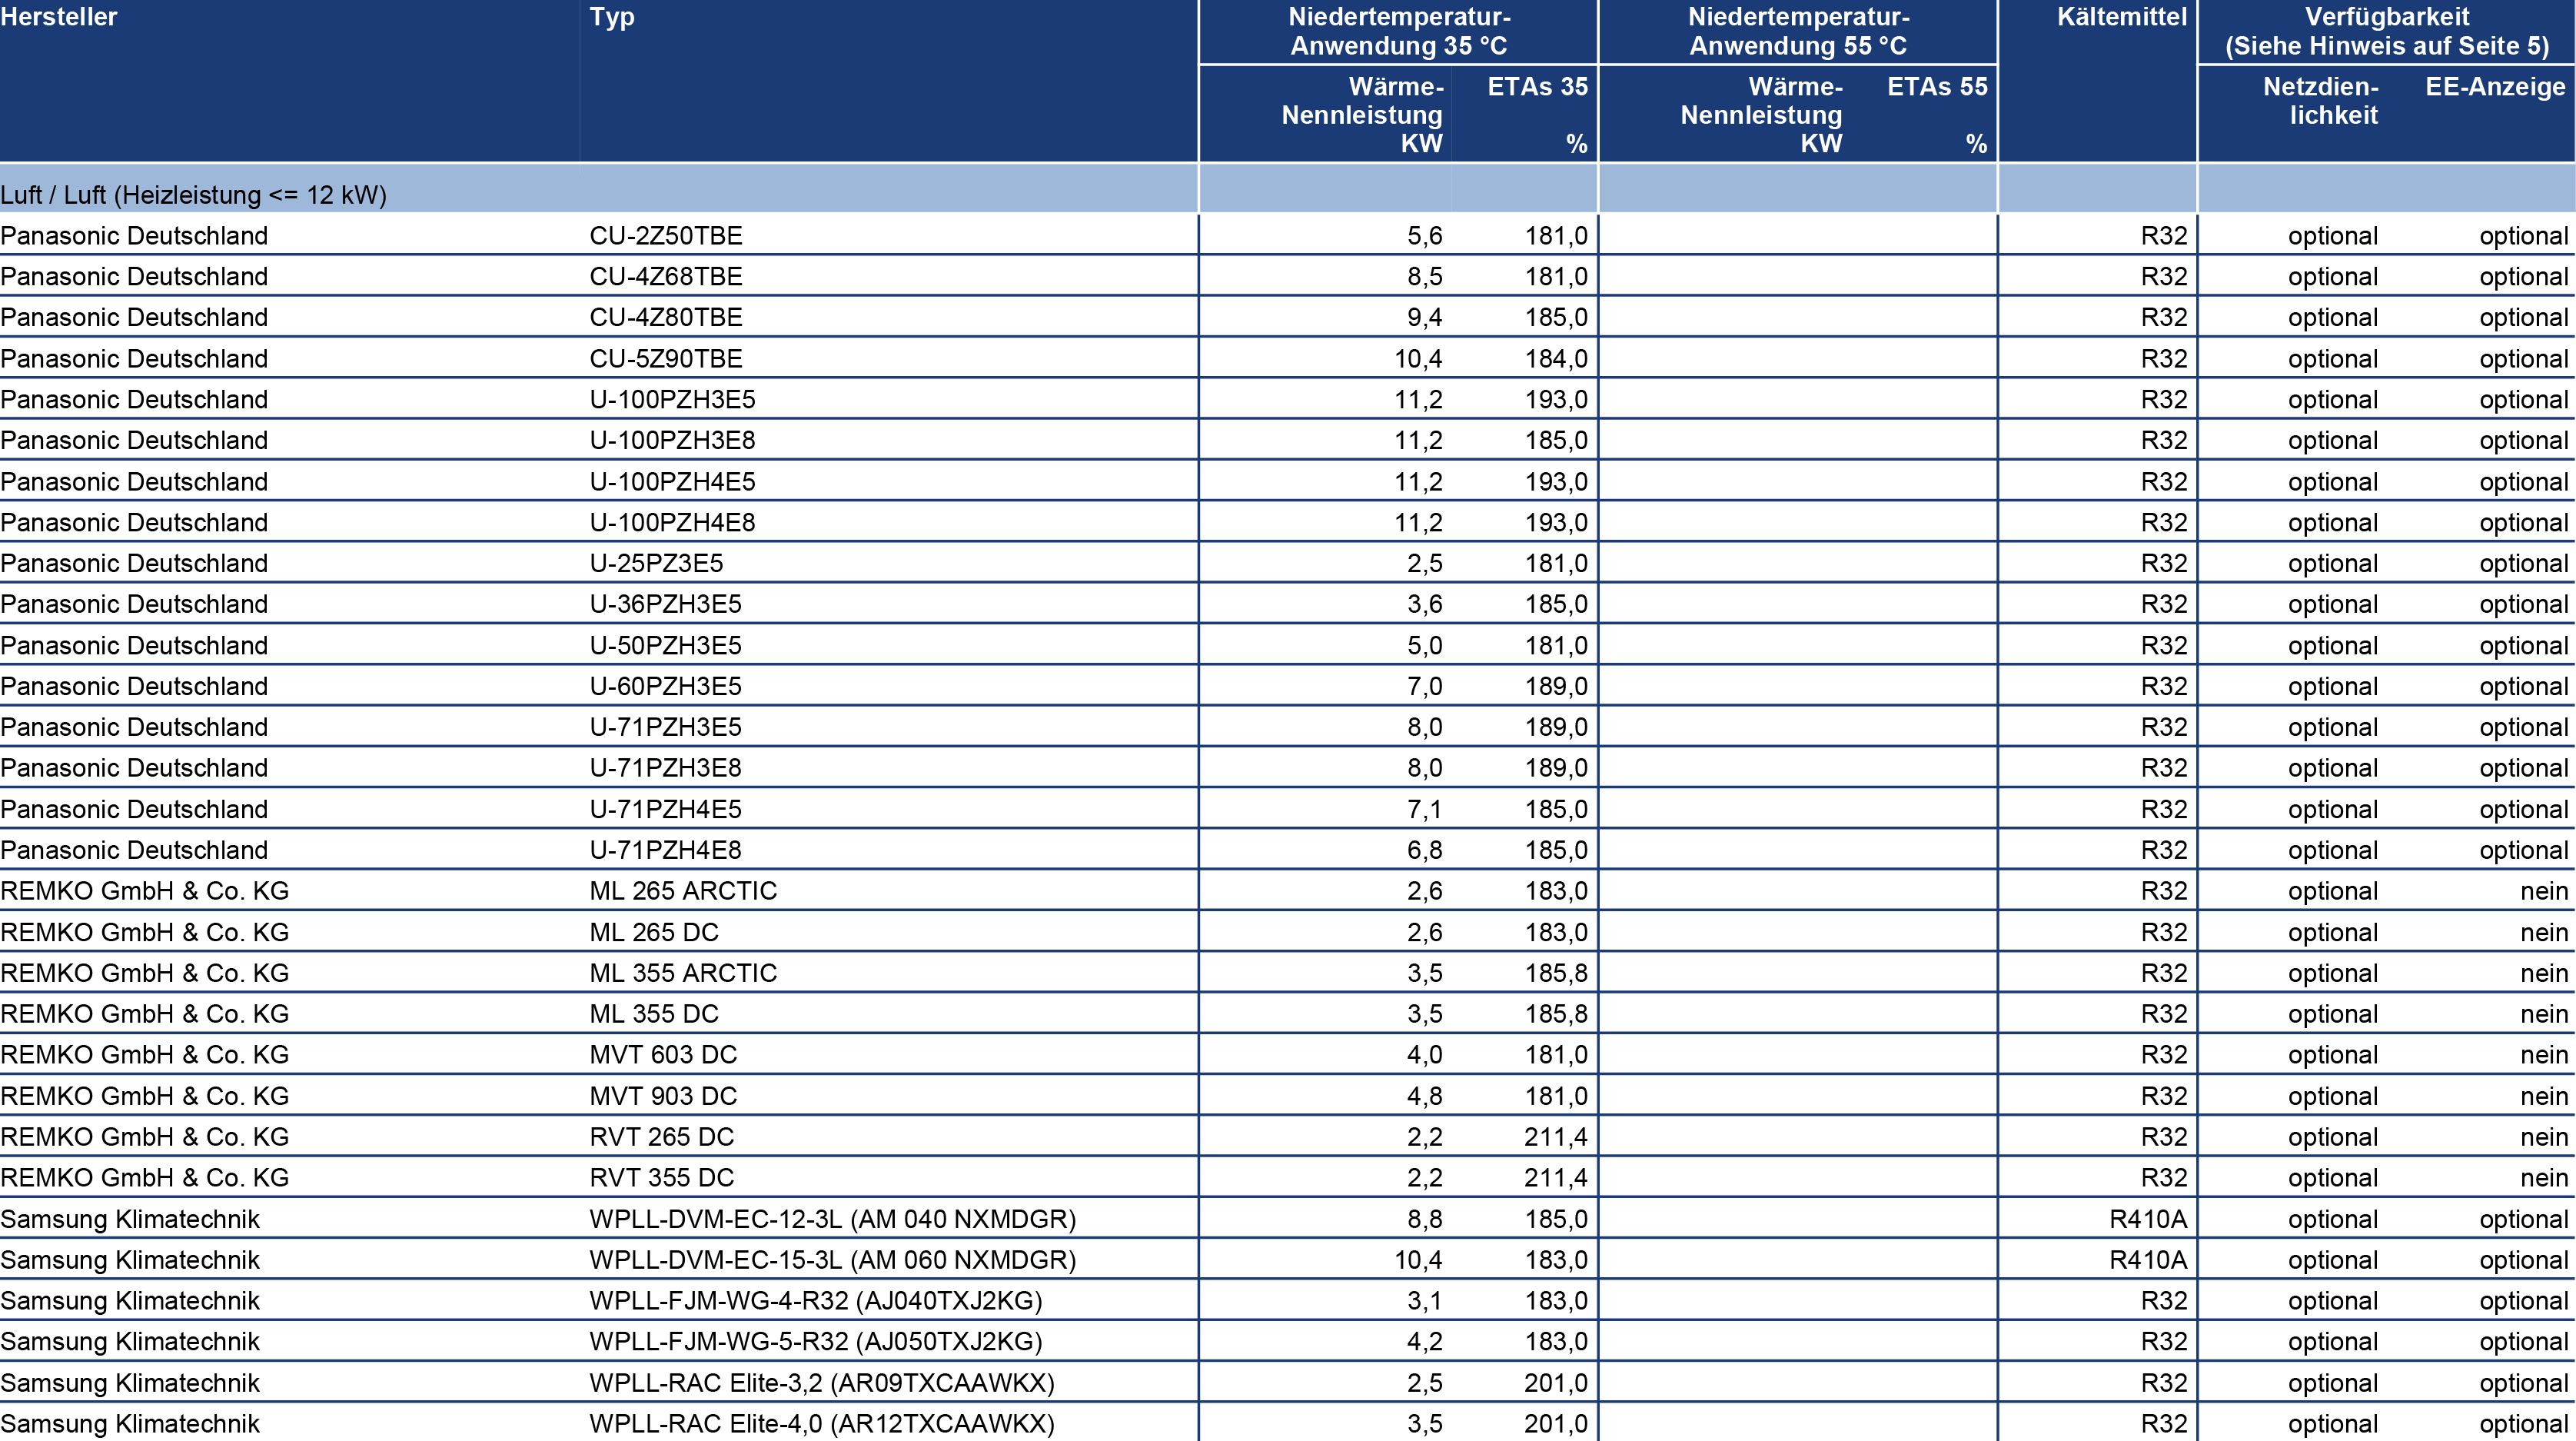 Hersteller Typ Niedertemperatur- Niedertemperatur- Kältemittel Verfügbarkeit
Anwendung 35 °C Anwendung 55 °C (Siehe Hinweis auf Seite 5)
Wärme- ETAs 35 Wärme- ETAs 55 Netzdien- EE-Anzeige
Nennleistung Nennleistung lichkeit
KW % KW %
Luft / Luft (Heizleistung <= 12 kW)
Panasonic Deutschland CU-2Z50TBE 5,6 181,0 R32 optional optional
Panasonic Deutschland CU-4Z68TBE 8,5 181,0 R32 optional optional
Panasonic Deutschland CU-4Z80TBE 9,4 185,0 R32 optional optional
Panasonic Deutschland CU-5Z90TBE 10,4 184,0 R32 optional optional
Panasonic Deutschland U-100PZH3E5 11,2 193,0 R32 optional optional
Panasonic Deutschland U-100PZH3E8 11,2 185,0 R32 optional optional
Panasonic Deutschland U-100PZH4E5 11,2 193,0 R32 optional optional
Panasonic Deutschland U-100PZH4E8 11,2 193,0 R32 optional optional
Panasonic Deutschland U-25PZ3E5 2,5 181,0 R32 optional optional
Panasonic Deutschland U-36PZH3E5 3,6 185,0 R32 optional optional
Panasonic Deutschland U-50PZH3E5 5,0 181,0 R32 optional optional
Panasonic Deutschland U-60PZH3E5 7,0 189,0 R32 optional optional
Panasonic Deutschland U-71PZH3E5 8,0 189,0 R32 optional optional
Panasonic Deutschland U-71PZH3E8 8,0 189,0 R32 optional optional
Panasonic Deutschland U-71PZH4E5 7,1 185,0 R32 optional optional
Panasonic Deutschland U-71PZH4E8 6,8 185,0 R32 optional optional
REMKO GmbH & Co. KG ML 265 ARCTIC 2,6 183,0 R32 optional nein
REMKO GmbH & Co. KG ML 265 DC 2,6 183,0 R32 optional nein
REMKO GmbH & Co. KG ML 355 ARCTIC 3,5 185,8 R32 optional nein
REMKO GmbH & Co. KG ML 355 DC 3,5 185,8 R32 optional nein
REMKO GmbH & Co. KG MVT 603 DC 4,0 181,0 R32 optional nein
REMKO GmbH & Co. KG MVT 903 DC 4,8 181,0 R32 optional nein
REMKO GmbH & Co. KG RVT 265 DC 2,2 211,4 R32 optional nein
REMKO GmbH & Co. KG RVT 355 DC 2,2 211,4 R32 optional nein
Samsung Klimatechnik WPLL-DVM-EC-12-3L (AM 040 NXMDGR) 8,8 185,0 R410A optional optional
Samsung Klimatechnik WPLL-DVM-EC-15-3L (AM 060 NXMDGR) 10,4 183,0 R410A optional optional
Samsung Klimatechnik WPLL-FJM-WG-4-R32 (AJ040TXJ2KG) 3,1 183,0 R32 optional optional
Samsung Klimatechnik WPLL-FJM-WG-5-R32 (AJ050TXJ2KG) 4,2 183,0 R32 optional optional
Samsung Klimatechnik WPLL-RAC Elite-3,2 (AR09TXCAAWKX) 2,5 201,0 R32 optional optional
Samsung Klimatechnik WPLL-RAC Elite-4,0 (AR12TXCAAWKX) 3,5 201,0 R32 optional optional